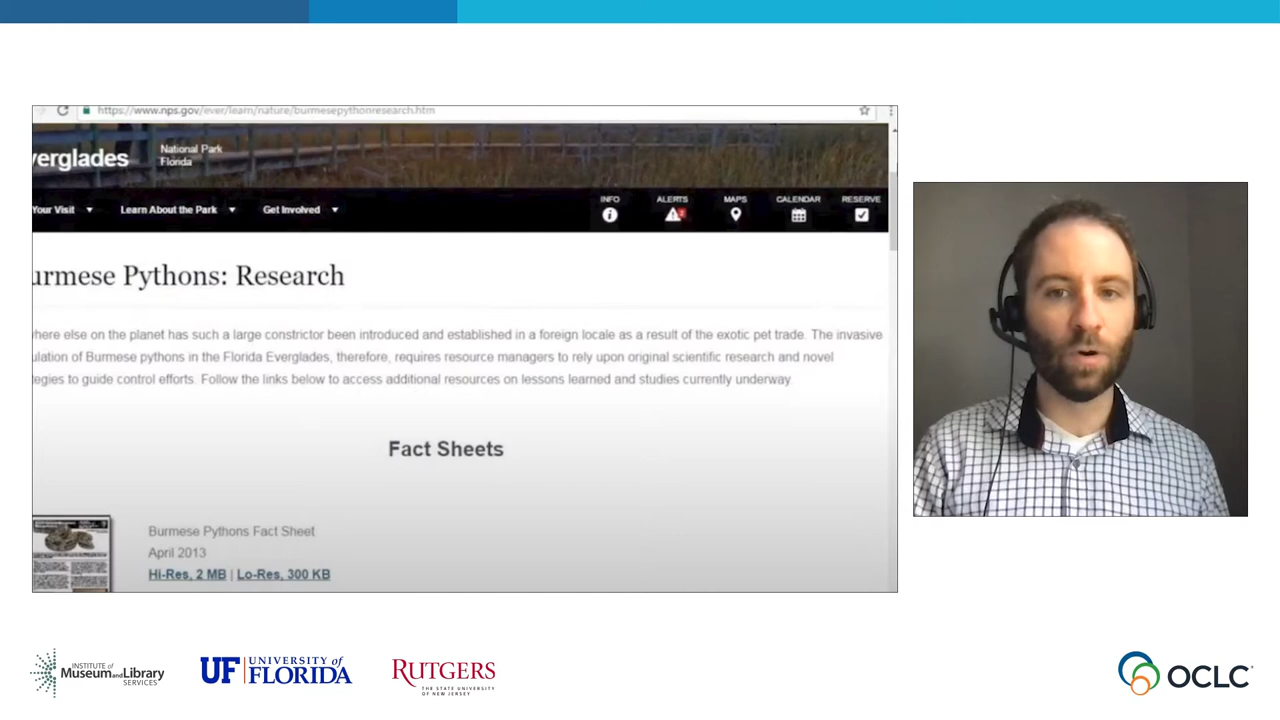 https://www.nps.gov/ever/learn/nature/burmesepythonresearch.htm
verglades
National Park
Florida
Your Visit
Learn About the Park
Get Involved
INFO
ALERTS
MAPS
CALENDAR
RESERVE
urmese Pythons: Research
where else on the planet has such a large constrictor been introduced and established in a foreign locale as a result of the exotic pet trade. The invasive
ulation of Burmese pythons in the Florida Everglades, therefore, requires resource managers to rely upon original scientific research and novel
tegies to guide control efforts. Follow the links below to access additional resources on lessons learned and studies currently underway.
Fact Sheets
Burmese Pythons Fact Sheet
April 2013
Hi-Res, 2 MB | Lo-Res, 300 KB
INSTITUTE of
Museum and Library
SERVICES
UF UNIVERSITY of
FLORIDA
RUTGERS
THE STATE UNIVERSITY
OF NEW JERSEY
OCLC